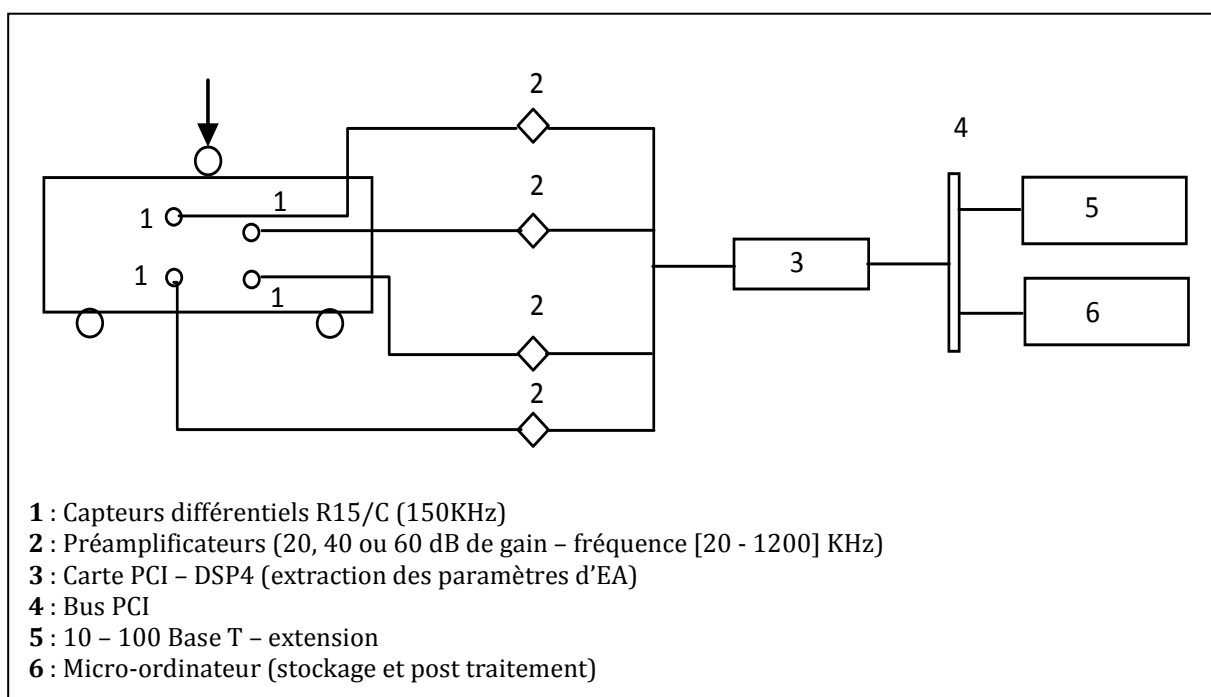 2
4
2
1
1
5
3
1
1
2
6
2
1 : Capteurs différentiels R15/C (150KHz)
2 : Préamplificateurs (20, 40 ou 60 dB de gain – fréquence [20 - 1200] KHz)
3 : Carte PCI – DSP4 (extraction des paramètres d'EA)
4 : Bus PCI
5 : 10 – 100 Base T – extension
6 : Micro-ordinateur (stockage et post traitement)